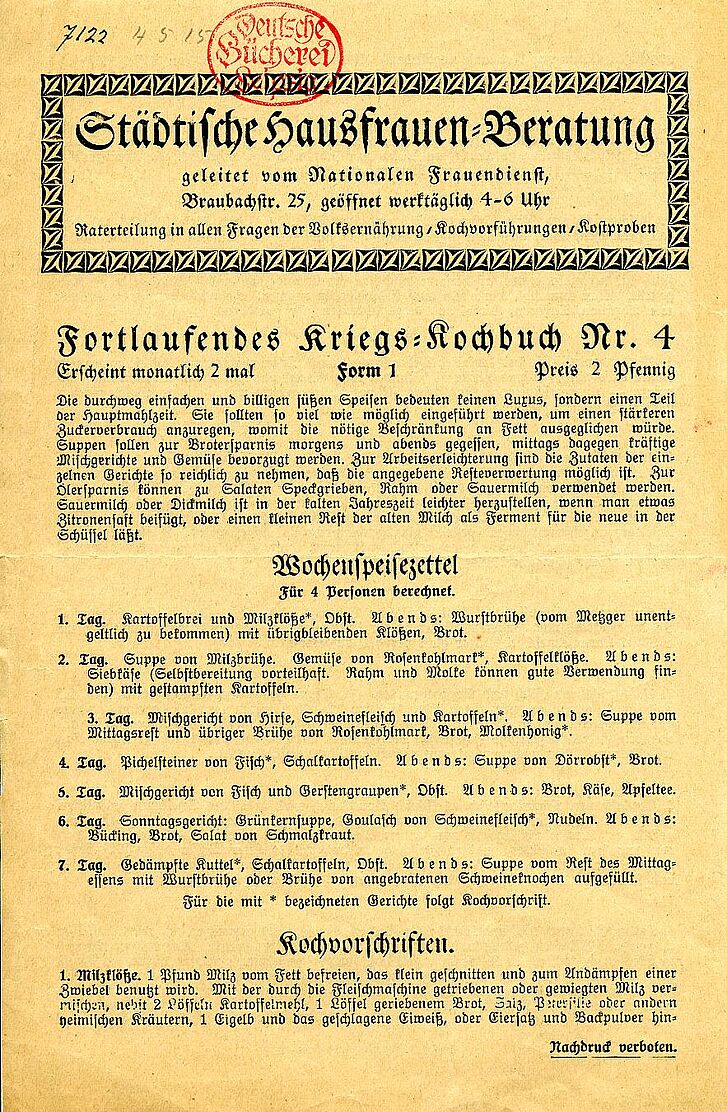 7122 4 5 15
Deutsche
Bücherei
Leipzig
Städtische Hausfrauen-Beratung
geleitet vom Nationalen Frauendienst,
Braubachstr. 25, geöffnet werktäglich 4-6 Uhr
Raterteilung in allen Fragen der Volksernährung / Kochvorführungen / Kostproben
Fortlaufendes Kriegs-Kochbuch Nr. 4
Erscheint monatlich 2 mal Form 1 Preis 2 Pfennig
Die durchweg einfachen und billigen süßen Speisen bedeuten keinen Luxus, sondern einen Teil
der Hauptmahlzeit. Sie sollten so viel wie möglich eingeführt werden, um einen stärkeren
Zuckerverbrauch anzuregen, womit die nötige Beschränkung an Fett ausgeglichen würde.
Suppen sollen zur Brotersparnis morgens und abends gegessen, mittags dagegen kräftige
Mischgerichte und Gemüse bevorzugt werden. Zur Arbeitserleichterung sind die Zutaten der ein-
zelnen Gerichte so reichlich zu nehmen, daß die angegebene Resteverwertung möglich ist. Zur
Ölersparnis können zu Salaten Speckgrieben, Rahm oder Sauermilch verwendet werden.
Sauermilch oder Dickmilch ist in der kalten Jahreszeit leichter herzustellen, wenn man etwas
Zitronensaft beifügt, oder einen kleinen Rest der alten Milch als Ferment für die neue in der
Schüssel läßt.
Wochenspeisezettel
Für 4 Personen berechnet.
1. Tag. Kartoffelbrei und Milzklöße*, Obst. Abends: Wurstbrühe (vom Metzger unent-
geltlich zu bekommen) mit übrigbleibenden Klößen, Brot.
2. Tag. Suppe von Milzbrühe. Gemüse von Rosenkohlmark*, Kartoffelklöße. Abends:
Siebkäse (Selbstbereitung vorteilhaft. Rahm und Molke können gute Verwendung fin-
den) mit gestampften Kartoffeln.
3. Tag. Mischgericht von Hirse, Schweinefleisch und Kartoffeln*. Abends: Suppe vom
Mittagsrest und übriger Brühe von Rosenkohlmark, Brot, Molkenhonig*.
4. Tag. Pichelsteiner von Fisch*, Schalkartoffeln. Abends: Suppe von Dörrobst*, Brot.
5. Tag. Mischgericht von Fisch und Gerstengraupen*, Obst. Abends: Brot, Käse, Apfeltee.
6. Tag. Sonntagsgericht: Grünkernsuppe, Goulasch von Schweinefleisch*, Nudeln. Abends:
Bücking, Brot, Salat von Schmalzkraut.
7. Tag. Gedämpfte Kuttel*, Schalkartoffeln, Obst. Abends: Suppe vom Rest des Mittag-
essens mit Wurstbrühe oder Brühe von angebratenen Schweineknochen aufgefüllt.
Für die mit * bezeichneten Gerichte folgt Kochvorschrift.
Kochvorschriften.
1. Milzklöße. 1 Pfund Milz vom Fett befreien, das klein geschnitten und zum Andämpfen einer
Zwiebel benutzt wird. Mit der durch die Fleischmaschine getriebenen oder gewiegten Milz ver-
mischen, nebst 2 Löffeln Kartoffelmehl, 1 Löffel geriebenem Brot, Salz, Petersilie oder andern
heimischen Kräutern, 1 Eigelb und das geschlagene Eiweiß, oder Eiersatz und Backpulver hin-
Nachdruck verboten.